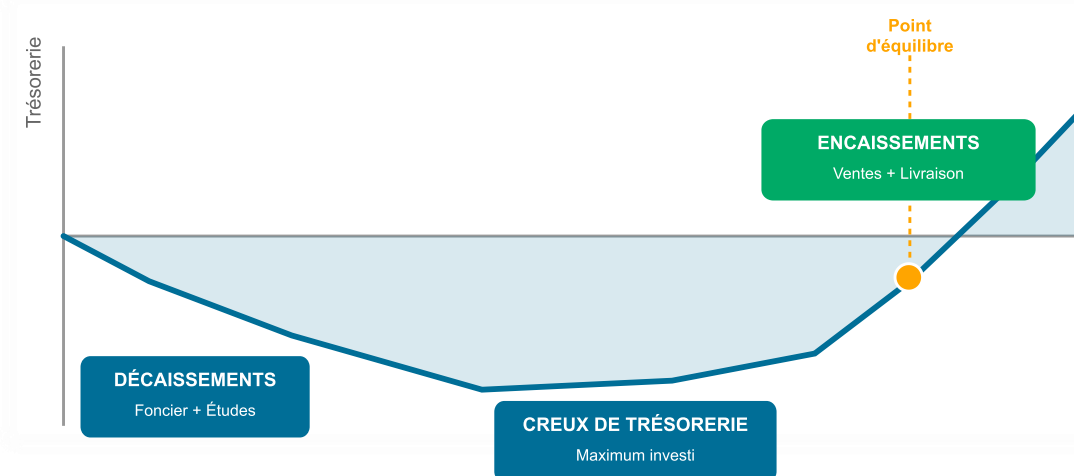 Trésorerie
Point
d'équilibre
ENCAISSEMENTS
Ventes + Livraison
DÉCAISSEMENTS
Foncier + Études
CREUX DE TRÉSORERIE
Maximum investi